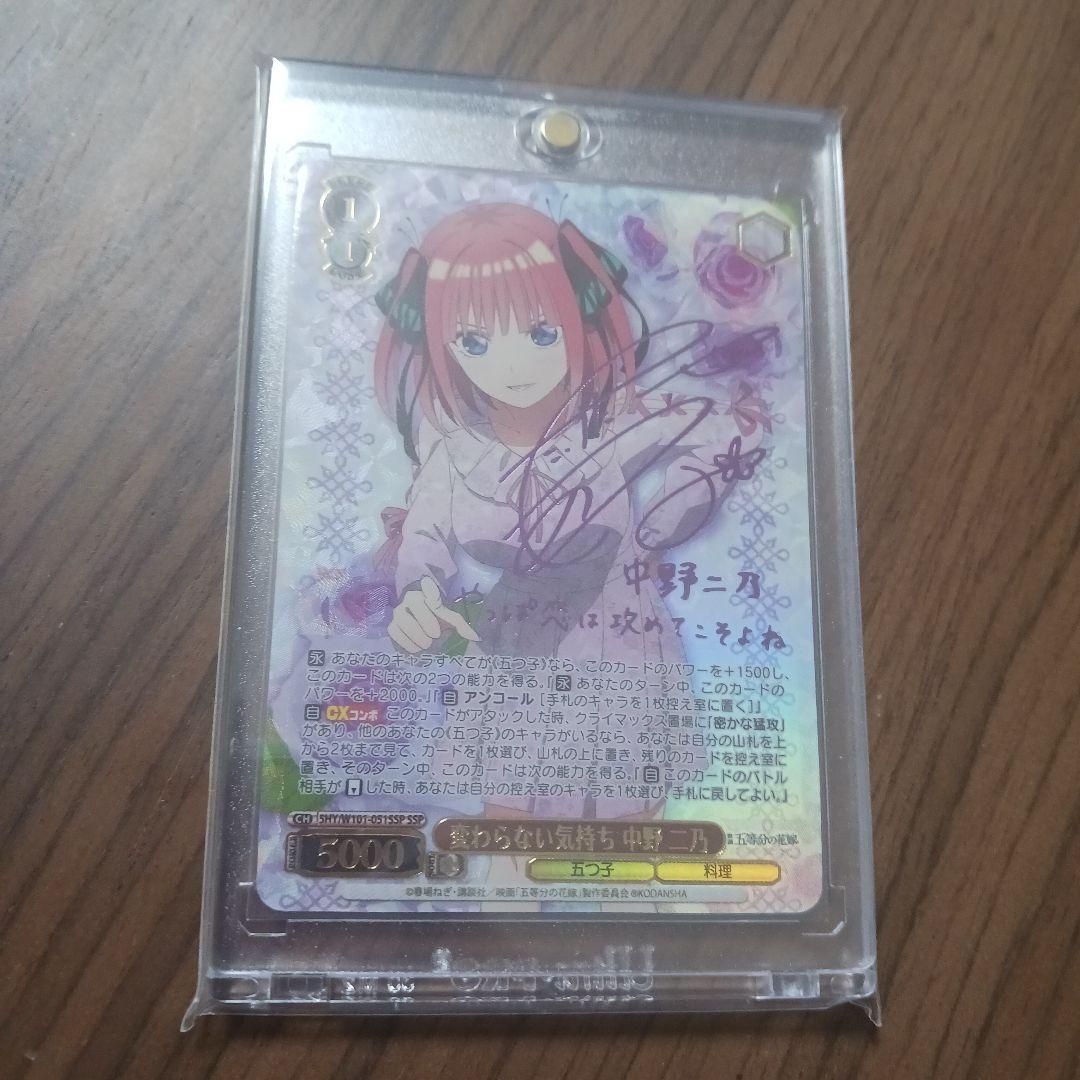 1
1
中野二乃
やっぱ恋は攻めてこそよね
永 あなたのキャラすべてが《五つ子》なら、このカードのパワーを+1500し、
このカードは次の2つの能力を得る。『永 あなたのターン中、このカードの
パワーを+2000。』『自 アンコール [手札のキャラを1枚控え室に置く]』
自 CXコンボ このカードがアタックした時、クライマックス置場に「密かな猛攻」
があり、他のあなたの《五つ子》のキャラがいるなら、あなたは自分の山札を上
から2枚まで見て、カードを1枚選び、山札の上に置き、残りのカードを控え室に
置き、そのターン中、このカードは次の能力を得る。『自 このカードのバトル
相手がした時、あなたは自分の控え室のキャラを1枚選び、手札に戻してよい。』
CH 5HY/W101-051SSP SSP
変わらない気持ち 中野 二乃
五等分の花嫁
5000
五つ子
料理
©春場ねぎ・講談社／映画「五等分の花嫁」製作委員会 ®KODANSHA